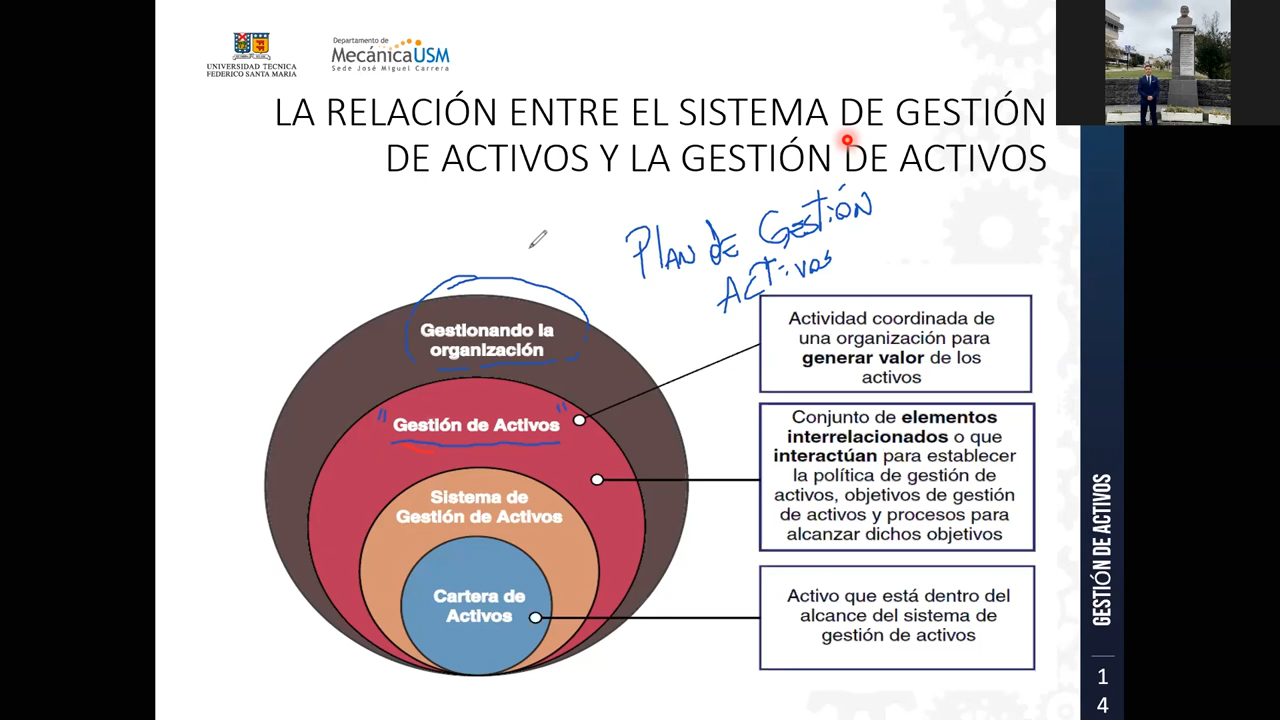 UNIVERSIDAD TECNICA
FEDERICO SANTA MARIA
Departamento de
MecánicaUSM
Sede José Miguel Carrera
LA RELACIÓN ENTRE EL SISTEMA DE GESTIÓN
DE ACTIVOS Y LA GESTIÓN DE ACTIVOS
PlAN DE GESTIÓN
ACTivos
Gestionando la
organización
"Gestión de Activos"
Sistema de
Gestión de Activos
Cartera de
Activos
Actividad coordinada de
una organización para
generar valor de los
activos
Conjunto de elementos
interrelacionados o que
interactúan para establecer
la política de gestión de
activos, objetivos de gestión
de activos y procesos para
alcanzar dichos objetivos
Activo que está dentro del
alcance del sistema de
gestión de activos
GESTIÓN DE ACTIVOS
1
4